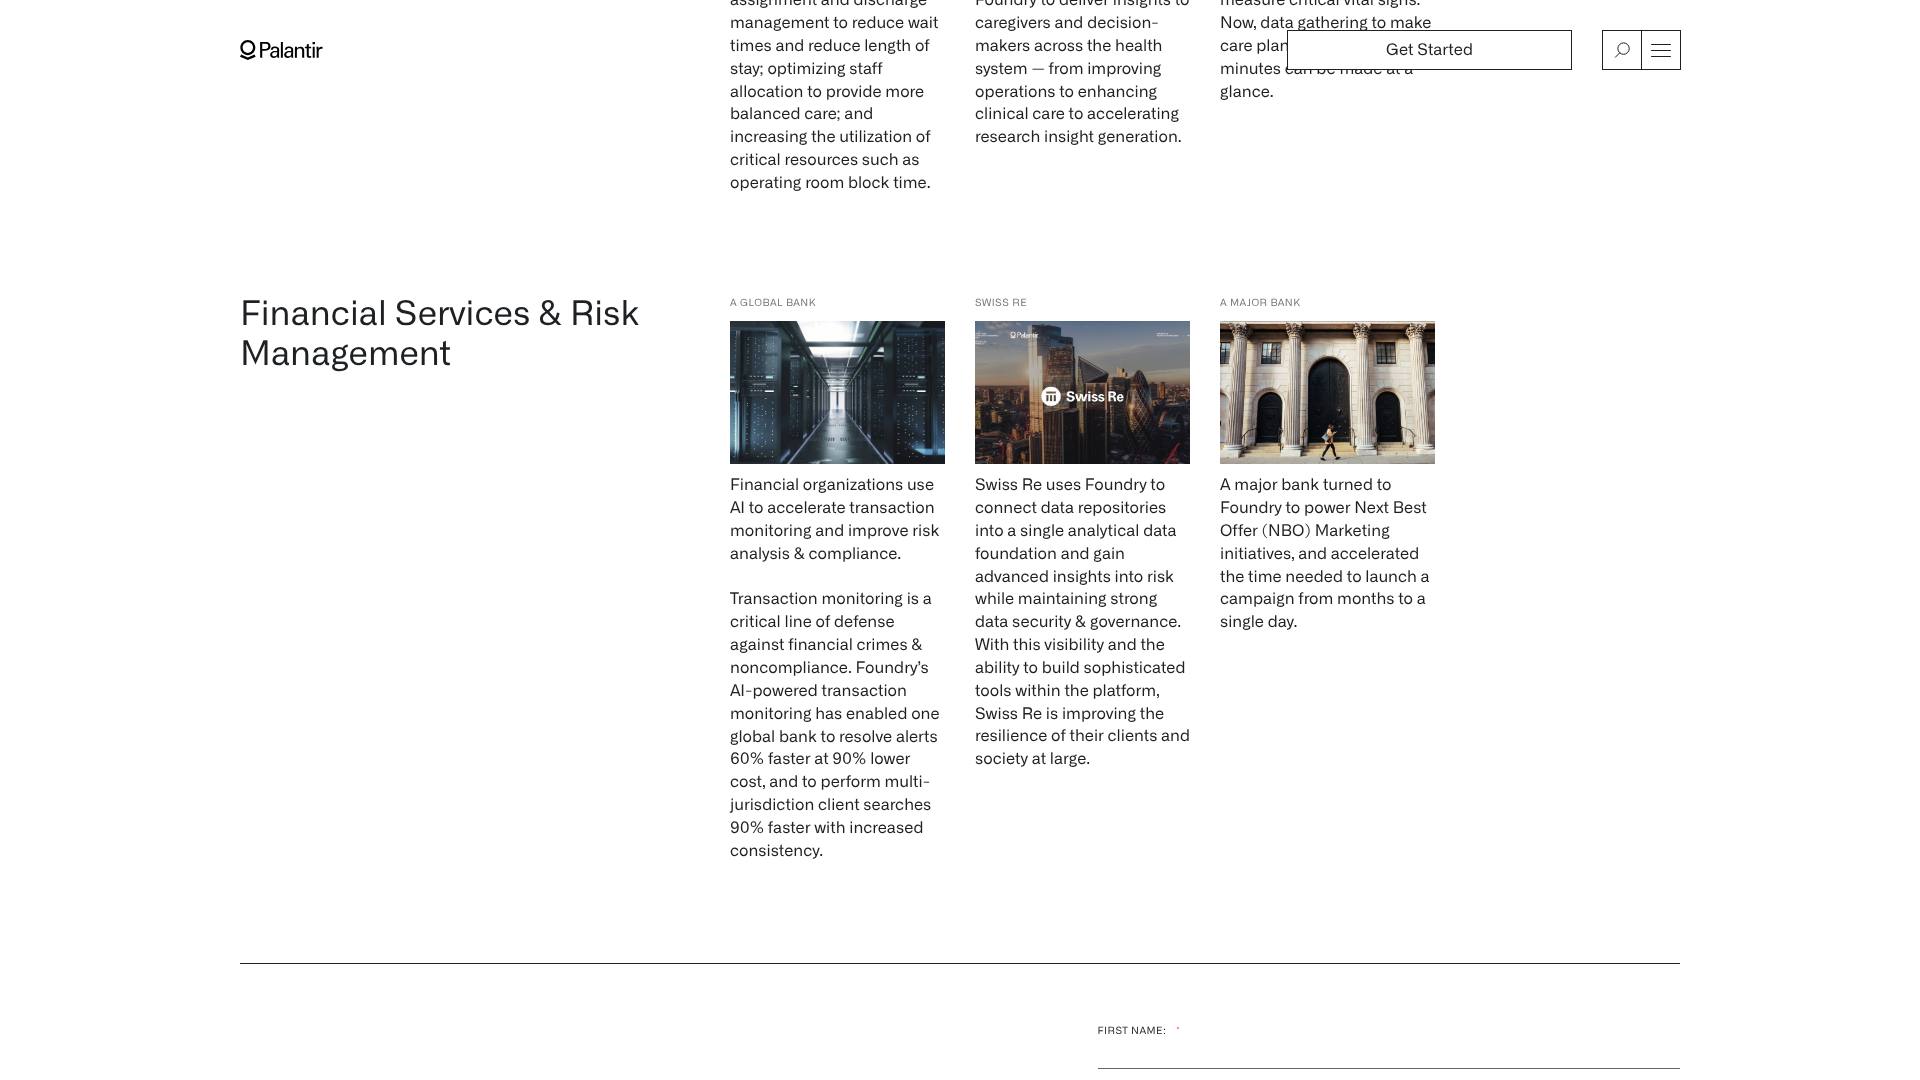 assignment and discharge
management to reduce wait
times and reduce length of
stay; optimizing staff
allocation to provide more
balanced care; and
increasing the utilization of
critical resources such as
operating room block time.
Foundry to deliver insights to
caregivers and decision-
makers across the health
system — from improving
operations to enhancing
clinical care to accelerating
research insight generation.
measure critical vital signs.
Now, data gathering to make
care plan
minutes can be made at a
glance.
Palantir
Get Started
Financial Services & Risk
Management
A GLOBAL BANK
Financial organizations use
AI to accelerate transaction
monitoring and improve risk
analysis & compliance.
Transaction monitoring is a
critical line of defense
against financial crimes &
noncompliance. Foundry’s
AI-powered transaction
monitoring has enabled one
global bank to resolve alerts
60% faster at 90% lower
cost, and to perform multi-
jurisdiction client searches
90% faster with increased
consistency.
SWISS RE
Palantir
Swiss Re
Swiss Re uses Foundry to
connect data repositories
into a single analytical data
foundation and gain
advanced insights into risk
while maintaining strong
data security & governance.
With this visibility and the
ability to build sophisticated
tools within the platform,
Swiss Re is improving the
resilience of their clients and
society at large.
A MAJOR BANK
A major bank turned to
Foundry to power Next Best
Offer (NBO) Marketing
initiatives, and accelerated
the time needed to launch a
campaign from months to a
single day.
FIRST NAME: *